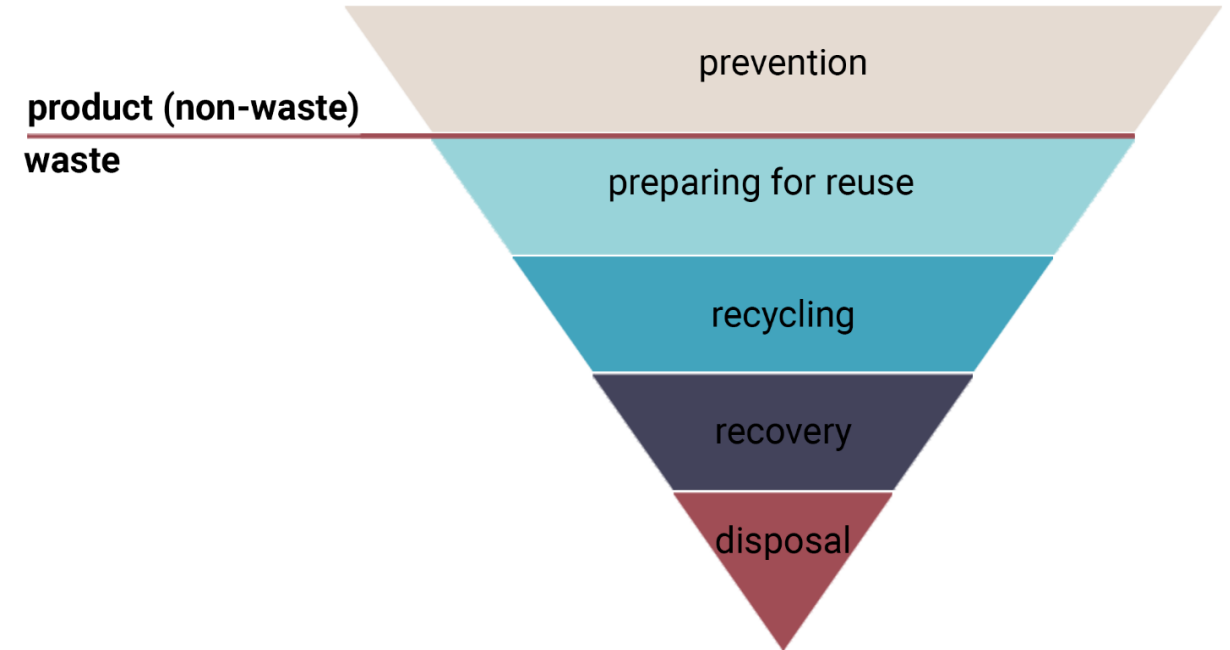 prevention
product (non-waste)
waste
preparing for reuse
recycling
recovery
disposal